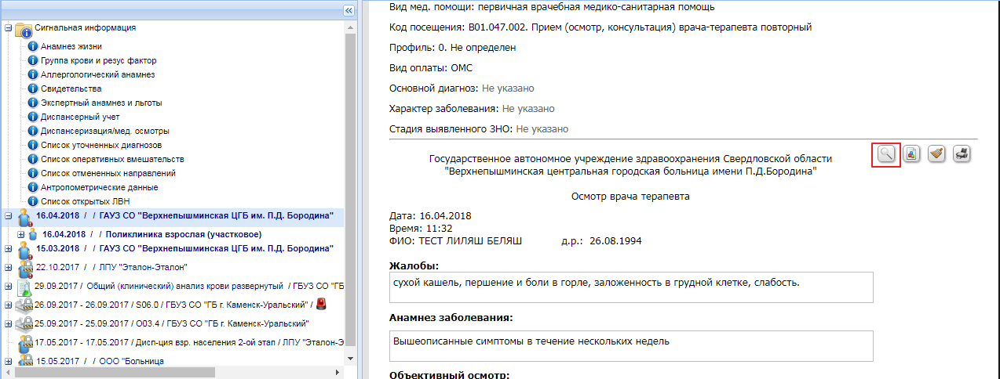 Сигнальная информация
Анамнез жизни
Группа крови и резус фактор
Аллергологический анамнез
Свидетельства
Экспертный анамнез и льготы
Диспансерный учет
Диспансеризация/мед. осмотры
Список уточненных диагнозов
Список оперативных вмешательств
Список отмененных направлений
Антропометрические данные
Список открытых ЛВН
16.04.2018 / / ГАУЗ СО "Верхнепышминская ЦГБ им. П.Д. Бородина"
16.04.2018 / / Поликлиника взрослая (участковое)
15.03.2018 / / ГАУЗ СО "Верхнепышминская ЦГБ им. П.Д. Бородина"
22.10.2017 / / ЛПУ "Эталон-Эталон"
29.09.2017 / Общий (клинический) анализ крови развернутый / ГБУЗ СО "ГБ
26.09.2017 - 26.09.2017 / S06.0 / ГБУЗ СО "ГБ г. Каменск-Уральский" /
25.09.2017 - 25.09.2017 / O03.4 / ГБУЗ СО "ГБ г. Каменск-Уральский"
17.05.2017 - 17.05.2017 / Дисп-ция взр. населения 2-ой этап / ЛПУ "Эталон-Э
15.05.2017 / / ООО "Больница
Вид мед. помощи: первичная врачебная медико-санитарная помощь
Код посещения: B01.047.002. Прием (осмотр, консультация) врача-терапевта повторный
Профиль: 0. Не определен
Вид оплаты: ОМС
Основной диагноз: Не указано
Характер заболевания: Не указано
Стадия выявленного ЗНО: Не указано
Государственное автономное учреждение здравоохранения Свердловской области
"Верхнепышминская центральная городская больница имени П.Д.Бородина"
Осмотр врача терапевта
Дата: 16.04.2018
Время: 11:32
ФИО: ТЕСТ ЛИЛЯШ БЕЛЯШ д.р.: 26.08.1994
Жалобы:
сухой кашель, першение и боли в горле, заложенность в грудной клетке, слабость.
Анамнез заболевания:
Вышеописанные симптомы в течение нескольких недель
Объективный осмотр: